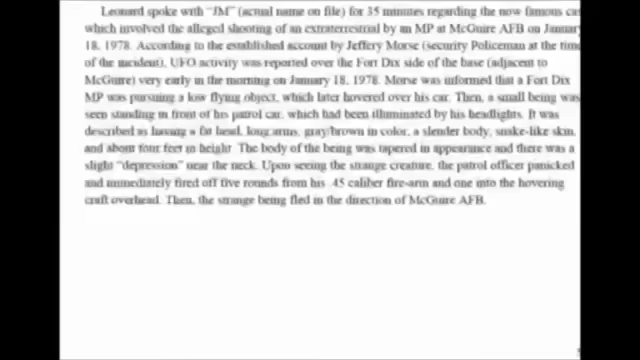 Leonard spoke with “JM” (actual name on file) for 35 minutes regarding the now famous cas
which involved the alleged shooting of an extraterrestrial by an MP at McGuire AFB on January
18, 1978. According to the established account by Jeffery Morse (security Policeman at the time
of the incident), UFO activity was reported over the Fort Dix side of the base (adjacent to
McGuire) very early in the morning on January 18, 1978. Morse was informed that a Fort Dix
MP was pursuing a low flying object, which later hovered over his car. Then, a small being was
seen standing in front of his patrol car, which had been illuminated by his headlights. It was
described as having a fat head, long arms, gray/brown in color, a slender body, snake-like skin,
and about four feet in height. The body of the being was tapered in appearance and there was a
slight “depression” near the neck. Upon seeing the strange creature, the patrol officer panicked
and immediately fired off five rounds from his .45 caliber fire-arm and one into the hovering
craft overhead. Then, the strange being fled in the direction of McGuire AFB.